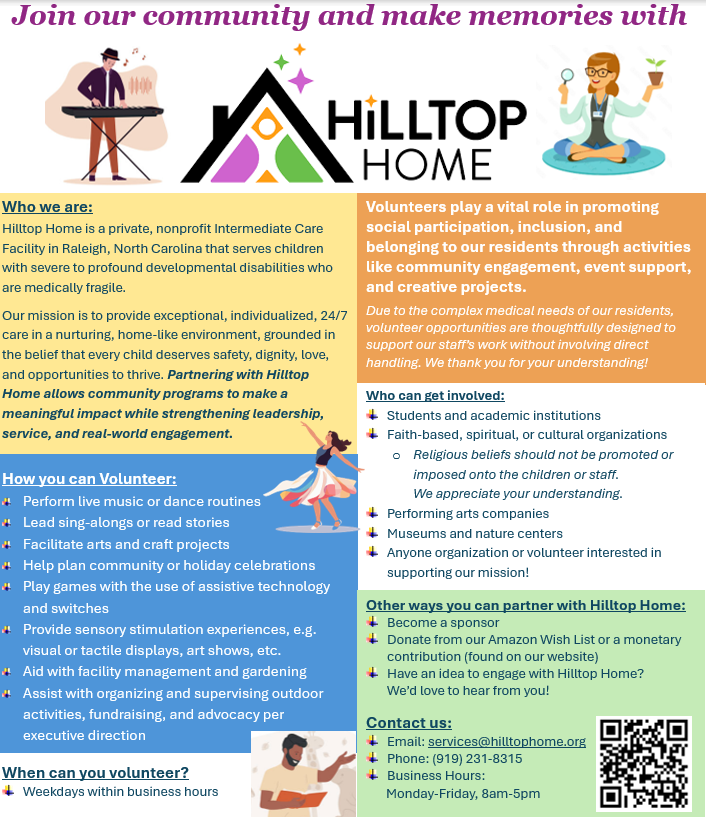 Join our community and make memories with
HiLLTOP
HOME
Who we are:
Hilltop Home is a private, nonprofit Intermediate Care
Facility in Raleigh, North Carolina that serves children
with severe to profound developmental disabilities who
are medically fragile.
Our mission is to provide exceptional, individualized, 24/7
care in a nurturing, home-like environment, grounded in
the belief that every child deserves safety, dignity, love,
and opportunities to thrive. Partnering with Hilltop
Home allows community programs to make a
meaningful impact while strengthening leadership,
service, and real-world engagement.
How you can Volunteer:
Perform live music or dance routines
Lead sing-alongs or read stories
Facilitate arts and craft projects
Help plan community or holiday celebrations
Play games with the use of assistive technology
and switches
Provide sensory stimulation experiences, e.g.
visual or tactile displays, art shows, etc.
Aid with facility management and gardening
Assist with organizing and supervising outdoor
activities, fundraising, and advocacy per
executive direction
When can you volunteer?
Weekdays within business hours
Volunteers play a vital role in promoting
social participation, inclusion, and
belonging to our residents through activities
like community engagement, event support,
and creative projects.
Due to the complex medical needs of our residents,
volunteer opportunities are thoughtfully designed to
support our staff's work without involving direct
handling. We thank you for your understanding!
Who can get involved:
Students and academic institutions
Faith-based, spiritual, or cultural organizations
o Religious beliefs should not be promoted or
imposed onto the children or staff.
We appreciate your understanding.
Performing arts companies
Museums and nature centers
Anyone organization or volunteer interested in
supporting our mission!
Other ways you can partner with Hilltop Home:
Become a sponsor
Donate from our Amazon Wish List or a monetary
contribution (found on our website)
Have an idea to engage with Hilltop Home?
We'd love to hear from you!
Contact us:
Email: services@hilltophome.org
Phone: (919) 231-8315
Business Hours:
Monday-Friday, 8am-5pm